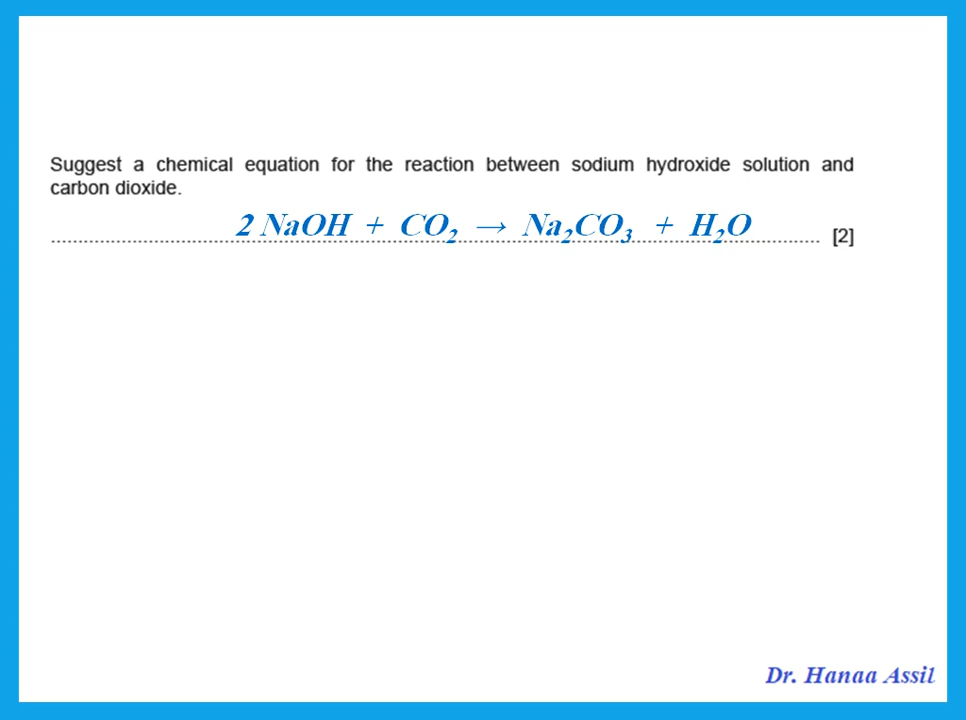 Suggest a chemical equation for the reaction between sodium hydroxide solution and
carbon dioxide.
2 NaOH + CO₂ → Na₂CO₃ + H₂O
[2]
Dr. Hanaa Assil